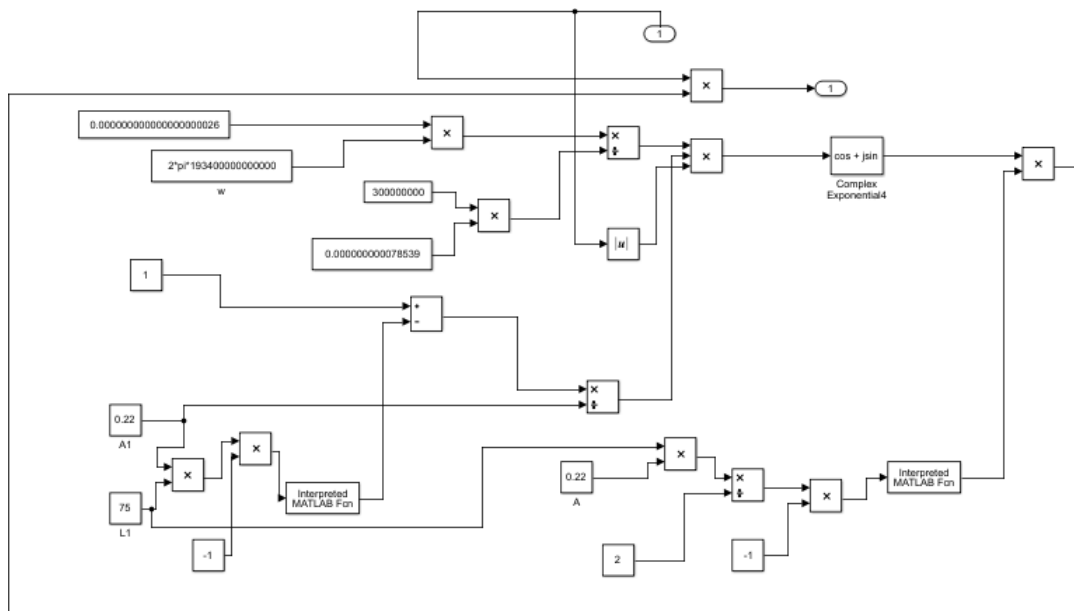 1
×
1
0.000000000000000000026
×
×
÷
×
2*pi*193400000000000
w
cos + jsin
Complex
Exponential4
×
300000000
×
|u|
0.000000000078539
1
+
−
×
÷
0.22
A1
×
×
×
0.22
A
×
÷
Interpreted
MATLAB Fcn
75
L1
Interpreted
MATLAB Fcn
×
-1
2
-1